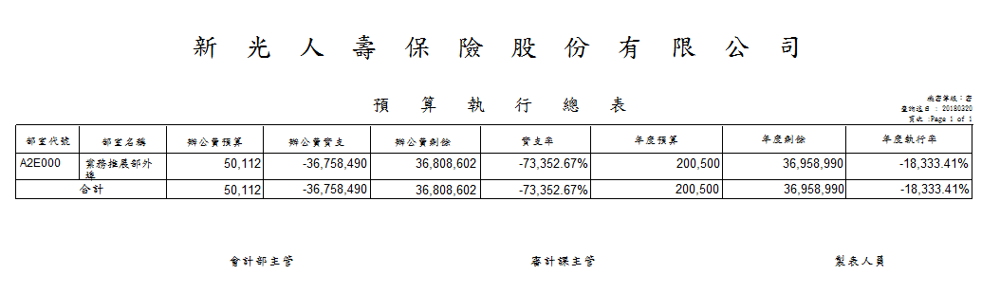 新光人壽保險股份有限公司
預算執行總表
機密等級：密
查詢迄日 : 20180320
頁次 :Page 1 of 1
部室代號 部室名稱 辦公費預算 辦公費實支 辦公費剩餘 實支率 年度預算 年度剩餘 年度執行率
A2E000 業務推展部外埠 50,112 -36,758,490 36,808,602 -73,352.67% 200,500 36,958,990 -18,333.41%
合計 50,112 -36,758,490 36,808,602 -73,352.67% 200,500 36,958,990 -18,333.41%
會計部主管 審計課主管 製表人員